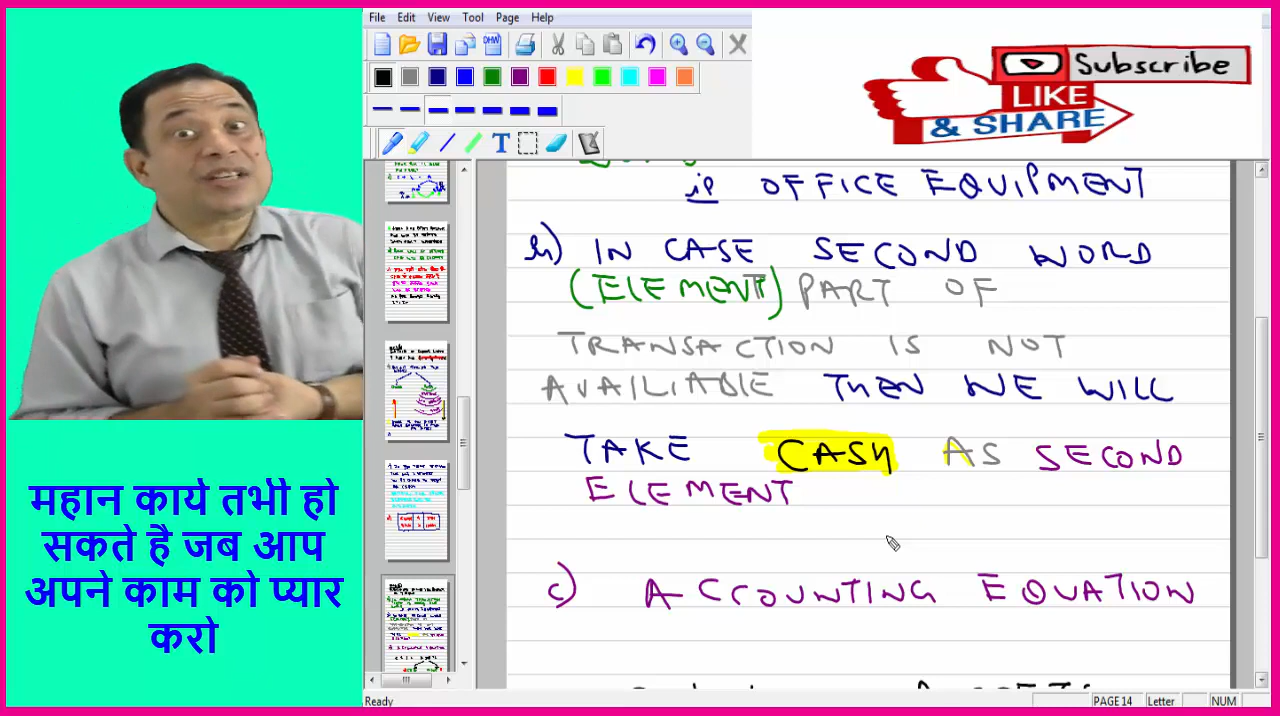 File Edit View Tool Page Help
Subscribe
LIKE
& SHARE
ie OFFICE EQUIPMENT
IN CASE SECOND WORD
(ELEMENT) PART OF
TRANSACTION IS NOT
AVAILIABLE THEN WE WILL
TAKE CASH AS SECOND
ELEMENT
c) ACCOUNTING EQUATION
महान कार्य तभी हो
सकते है जब आप
अपने काम को प्यार
करो
Ready PAGE 14 Letter NUM